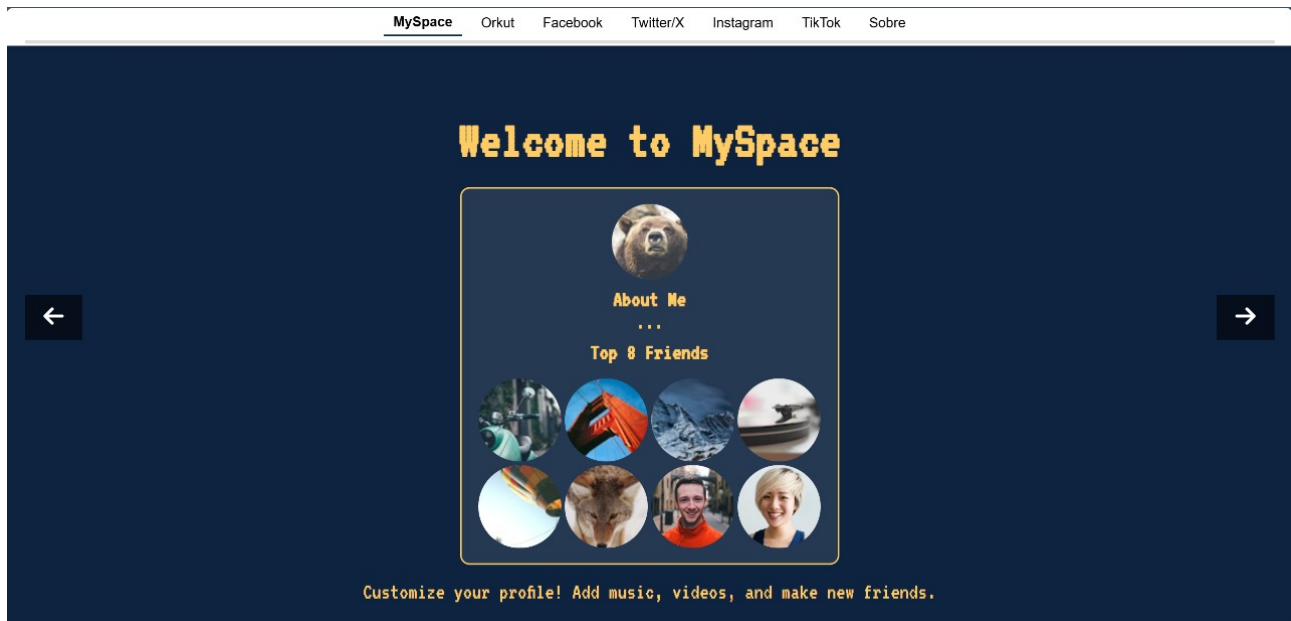 MySpace Orkut Facebook Twitter/X Instagram TikTok Sobre
Welcome to MySpace
About Me
...
Top 8 Friends
Customize your profile! Add music, videos, and make new friends.